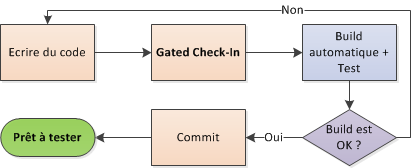 Non
Ecrire du code
Gated Check-In
Build
automatique +
Test
Build est
OK ?
Oui
Commit
Prêt à tester